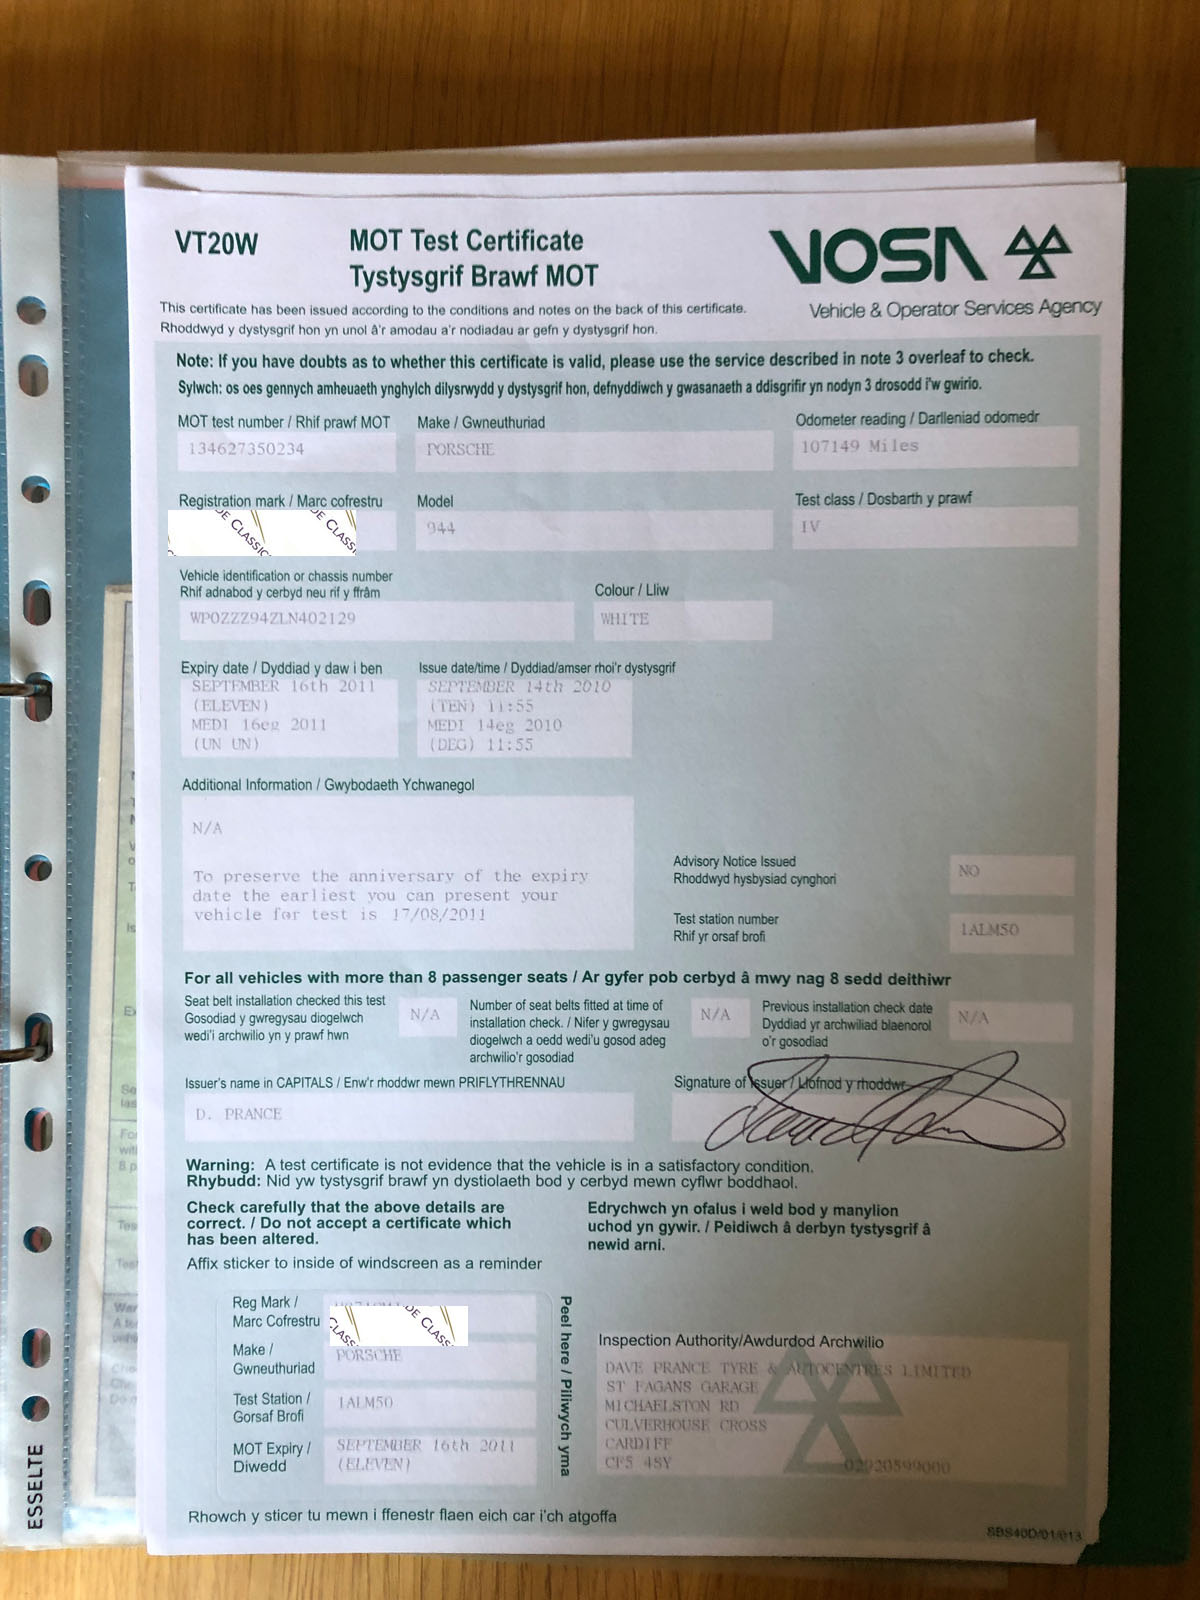 VT20W
MOT Test Certificate
Tystysgrif Brawf MOT
VOSA
Vehicle & Operator Services Agency
This certificate has been issued according to the conditions and notes on the back of this certificate.
Rhoddwyd y dystysgrif hon yn unol â'r amodau a'r nodiadau ar gefn y dystysgrif hon.
Note: If you have doubts as to whether this certificate is valid, please use the service described in note 3 overleaf to check.
Sylwch: os oes gennych amheuaeth ynghylch dilysrwydd y dystysgrif hon, defnyddiwch y gwasanaeth a ddisgrifir yn nodyn 3 drosodd i'w gwirio.
MOT test number / Rhif prawf MOT
134627350234
Make / Gwneuthuriad
PORSCHE
Odometer reading / Darlleniad odomedr
107149 Miles
Registration mark / Marc cofrestru
DE CLASSIC DE CLASSIC
Model
944
Test class / Dosbarth y prawf
IV
Vehicle identification or chassis number
Rhif adnabod y cerbyd neu rif y ffrâm
WP0ZZZ94ZLN402129
Colour / Lliw
WHITE
Expiry date / Dyddiad y daw i ben
SEPTEMBER 16th 2011
(ELEVEN)
MEDI 16eg 2011
(UN UN)
Issue date/time / Dyddiad/amser rhoi'r dystysgrif
SEPTEMBER 14th 2010
(TEN) 11:55
MEDI 14eg 2010
(DEG) 11:55
Additional Information / Gwybodaeth Ychwanegol
N/A
To preserve the anniversary of the expiry
date the earliest you can present your
vehicle for test is 17/08/2011
Advisory Notice Issued
Rhoddwyd hysbysiad cynghori
NO
Test station number
Rhif yr orsaf brofi
1ALM50
For all vehicles with more than 8 passenger seats / Ar gyfer pob cerbyd â mwy nag 8 sedd deithiwr
Seat belt installation checked this test
Gosodiad y gwregysau diogelwch
wedi'i archwilio yn y prawf hwn
N/A
Number of seat belts fitted at time of
installation check. / Nifer y gwregysau
diogelwch a oedd wedi'u gosod adeg
archwilio'r gosodiad
N/A
Previous installation check date
Dyddiad yr archwiliad blaenorol
o'r gosodiad
N/A
Issuer's name in CAPITALS / Enw'r rhoddwr mewn PRIFLYTHRENNAU
D. PRANCE
Signature of Issuer / Llofnod y rhoddwr
Warning: A test certificate is not evidence that the vehicle is in a satisfactory condition.
Rhybudd: Nid yw tystysgrif brawf yn dystiolaeth bod y cerbyd mewn cyflwr boddhaol.
Check carefully that the above details are
correct. / Do not accept a certificate which
has been altered.
Edrychwch yn ofalus i weld bod y manylion
uchod yn gywir. / Peidiwch â derbyn tystysgrif â
newid arni.
Affix sticker to inside of windscreen as a reminder
Reg Mark /
Marc Cofrestru
CLASS DE CLASSIC
Make /
Gwneuthuriad
PORSCHE
Test Station /
Gorsaf Brofi
1ALM50
MOT Expiry /
Diwedd
SEPTEMBER 16th 2011
(ELEVEN)
Peel here / Piliwych yma
Inspection Authority/Awdurdod Archwilio
DAVE PRANCE TYRE & AUTOCENTRES LIMITED
ST FAGANS GARAGE
MICHAELSTON RD
CULVERHOUSE CROSS
CARDIFF
CF5 4SY
02920599000
Rhowch y sticer tu mewn i ffenestr flaen eich car i'ch atgoffa
SBS40D/01/013
ESSELTE